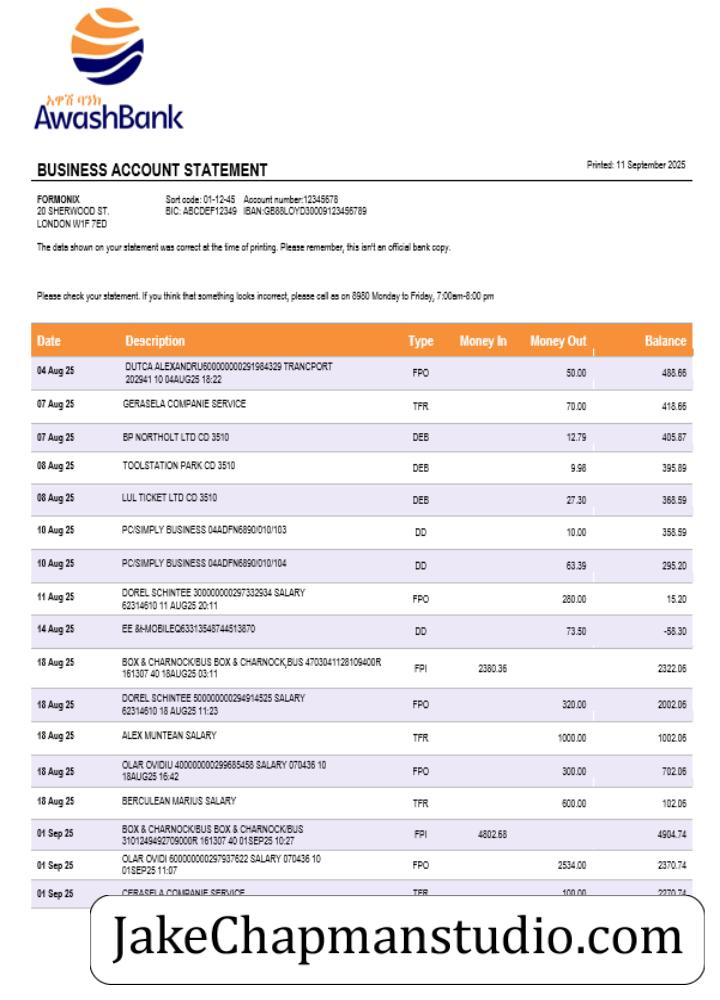 አዋሽ ባንክ
AwashBank
BUSINESS ACCOUNT STATEMENT
Printed: 11 September 2025
FORMONIX
20 SHERWOOD ST.
LONDON W1F 7ED
Sort code: 01-12-45 Account number:12345678
BIC: ABCDEF12349 IBAN:GB88LOYD30009123456789
The data shown on your statement was correct at the time of printing. Please remember, this isn't an official bank copy.
Please check your statement. If you think that something looks incorrect, please call as on 8980 Monday to Friday, 7:00am-8:00 pm
Date Description Type Money In Money Out Balance
04 Aug 25 DUTCA ALEXANDRU600000000291984329 TRANCPORT
202941 10 04AUG25 18:22 FPO 50.00 488.66
07 Aug 25 GERASELA COMPANIE SERVICE TFR 70.00 418.66
07 Aug 25 BP NORTHOLT LTD CD 3510 DEB 12.79 405.87
08 Aug 25 TOOLSTATION PARK CD 3510 DEB 9.98 395.89
08 Aug 25 LUL TICKET LTD CD 3510 DEB 27.30 368.59
10 Aug 25 PC/SIMPLY BUSINESS 04ADFN6890/010/103 DD 10.00 358.59
10 Aug 25 PC/SIMPLY BUSINESS 04ADFN6890/010/104 DD 63.39 295.20
11 Aug 25 DOREL SCHINTEE 300000000297332934 SALARY
62314610 11 AUG25 20:11 FPO 280.00 15.20
14 Aug 25 EE &I-MOBILEQ63313548744513870 DD 73.50 -58.30
18 Aug 25 BOX & CHARNOCK/BUS BOX & CHARNOCK,BUS 4703041128109400R
161307 40 18AUG25 03:11 FPI 2380.36 2322.06
18 Aug 25 DOREL SCHINTEE 500000000294914525 SALARY
62314610 18 AUG25 11:23 FPO 320.00 2002.06
18 Aug 25 ALEX MUNTEAN SALARY TFR 1000.00 1002.06
18 Aug 25 OLAR OVIDIU 400000000299685458 SALARY 070436 10
18AUG25 16:42 FPO 300.00 702.06
18 Aug 25 BERCULEAN MARIUS SALARY TFR 600.00 102.06
01 Sep 25 BOX & CHARNOCK/BUS BOX & CHARNOCK/BUS
3101249492709000R 161307 40 01SEP25 10:27 FPI 4802.68 4904.74
01 Sep 25 OLAR OVIDI 600000000297937622 SALARY 070436 10
01SEP25 11:07 FPO 2534.00 2370.74
01 Sep 25 CERASELA COMPANIE SERVICE TFR 100.00 2270.74
JakeChapmanstudio.com